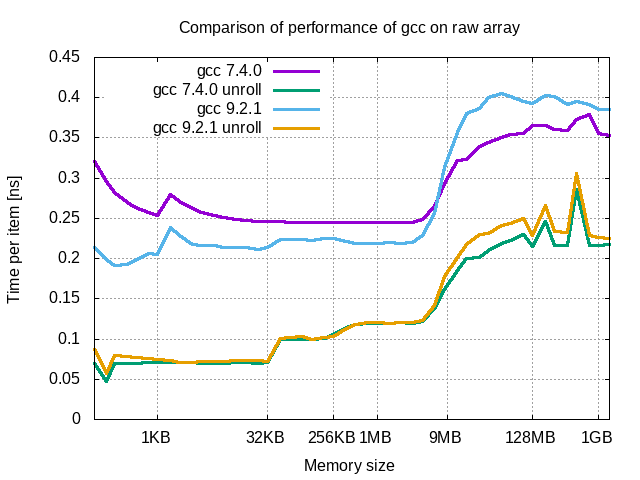 Comparison of performance of gcc on raw array
0.45
0.4
0.35
0.3
0.25
0.2
0.15
0.1
0.05
0
Time per item [ns]
gcc 7.4.0
gcc 7.4.0 unroll
gcc 9.2.1
gcc 9.2.1 unroll
1KB 32KB 256KB 1MB 9MB 128MB 1GB
Memory size